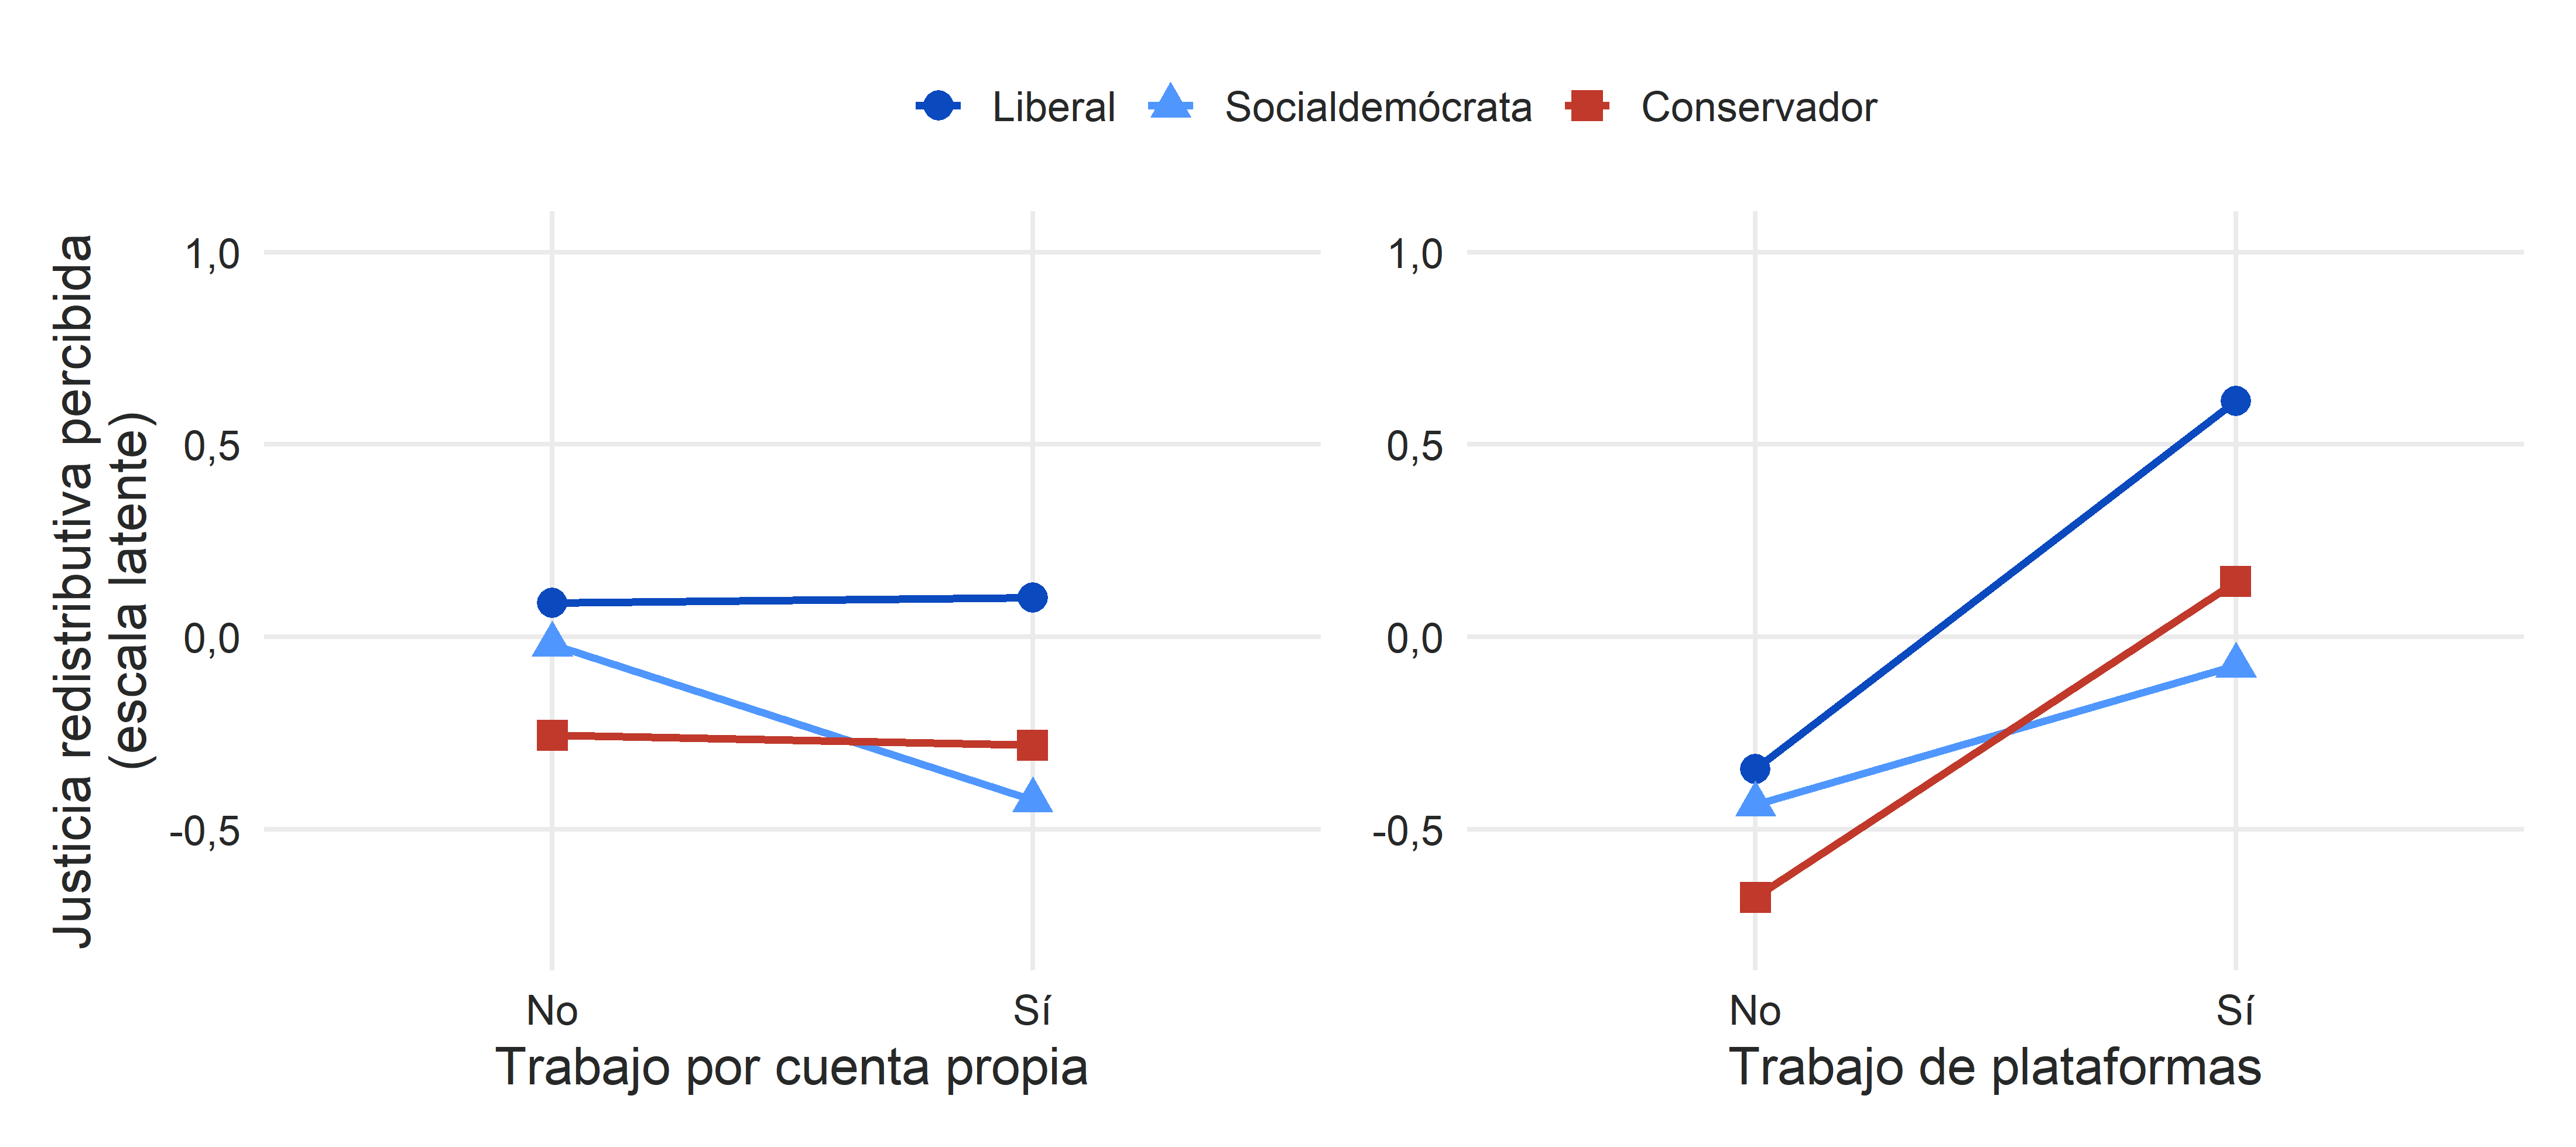 Liberal Socialdemócrata Conservador
Justicia redistributiva percibida
(escala latente)
1,0
0,5
0,0
-0,5
No Sí
Trabajo por cuenta propia
1,0
0,5
0,0
-0,5
No Sí
Trabajo de plataformas